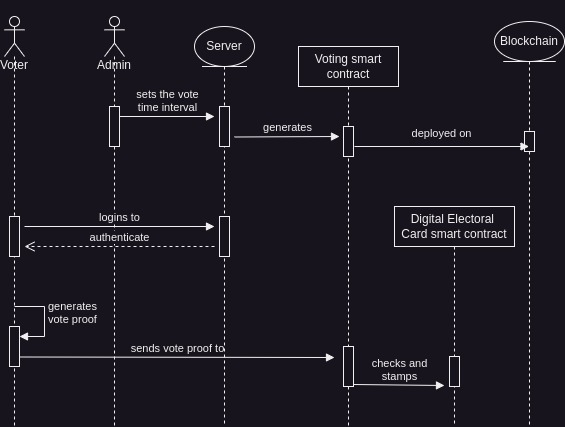 Voter
Admin
Server
Voting smart
contract
Blockchain
sets the vote
time interval
generates
deployed on
logins to
authenticate
Digital Electoral
Card smart contract
generates
vote proof
sends vote proof to
checks and
stamps